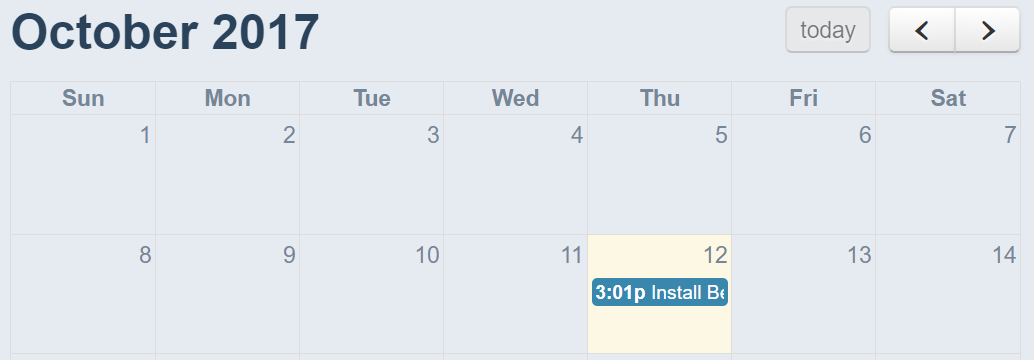 October 2017
today
Sun Mon Tue Wed Thu Fri Sat
1 2 3 4 5 6 7
8 9 10 11 12 13 14
3:01p Install Be